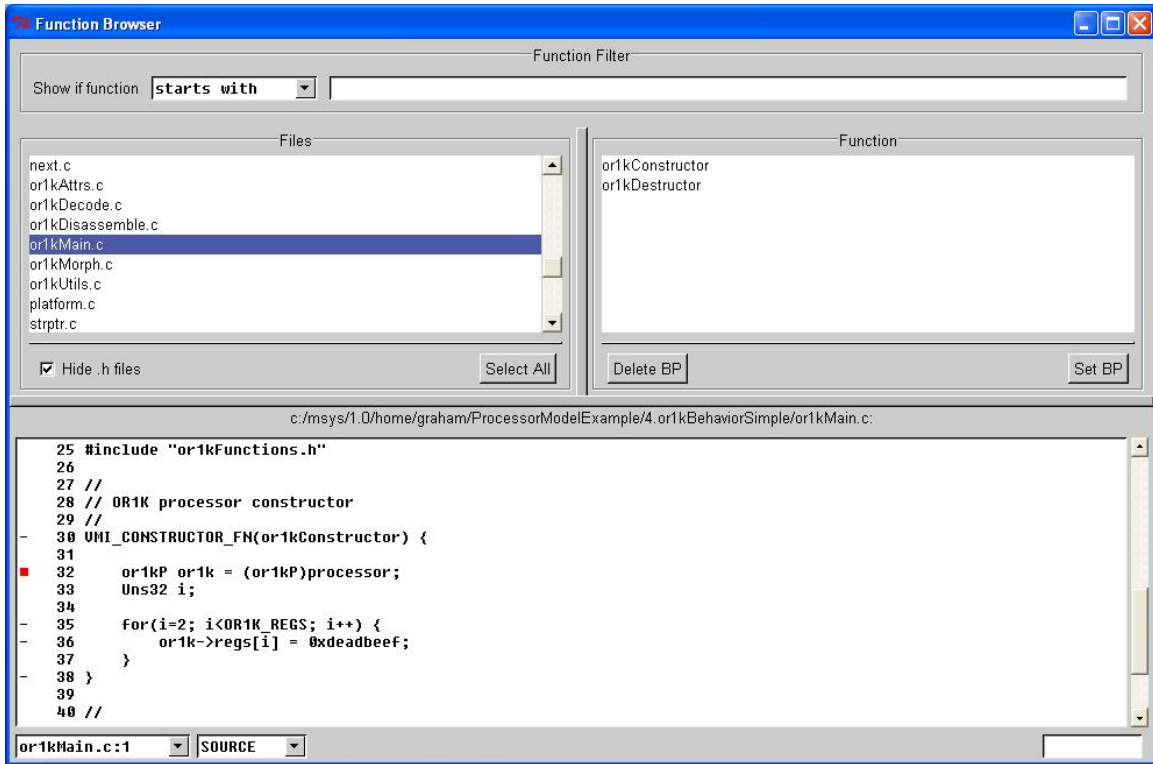 Function Browser
Function Filter
Show if function starts with
Files
next.c
or1kAttrs.c
or1kDecode.c
or1kDisassemble.c
or1kMain.c
or1kMorph.c
or1kUtils.c
platform.c
strptr.c
Hide .h files
Select All
Function
or1kConstructor
or1kDestructor
Delete BP
Set BP
c:/msys/1.0/home/graham/ProcessorModelExample/4.or1kBehaviorSimple/or1kMain.c:
25 #include "or1kFunctions.h"
26
27 //
28 // OR1K processor constructor
29 //
- 30 VMI_CONSTRUCTOR_FN(or1kConstructor) {
31
32     or1kP or1k = (or1kP)processor;
33     Uns32 i;
34
- 35     for(i=2; i<OR1K_REGS; i++) {
- 36         or1k->regs[i] = 0xdeadbeef;
37     }
- 38 }
39
40 //
or1kMain.c:1 SOURCE